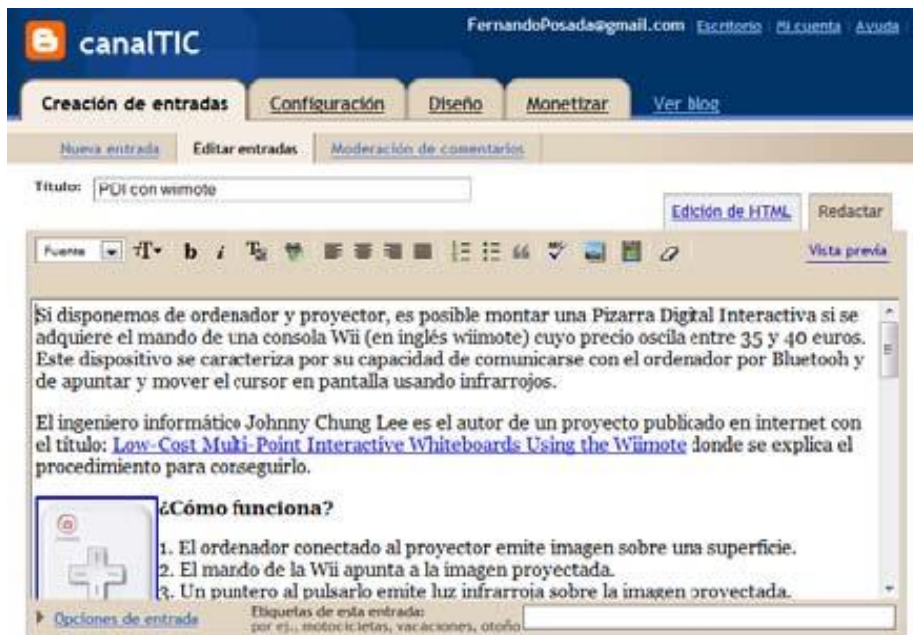 FernandoPosada@gmail.com Escritorio Mi cuenta Ayuda
canalTIC
Creación de entradas Configuración Diseño Monetizar Ver blog
Nueva entrada Editar entradas Moderación de comentarios
Título: PDI con wiimote
Edición de HTML Redactar
Fuente Vista previa
Si disponemos de ordenador y proyector, es posible montar una Pizarra Digital Interactiva si se
adquiere el mando de una consola Wii (en inglés wiimote) cuyo precio oscila entre 35 y 40 euros.
Este dispositivo se caracteriza por su capacidad de comunicarse con el ordenador por Bluetooh y
de apuntar y mover el cursor en pantalla usando infrarrojos.
El ingeniero informático Johnny Chung Lee es el autor de un proyecto publicado en internet con
el título: Low-Cost Multi-Point Interactive Whiteboards Using the Wiimote donde se explica el
procedimiento para conseguirlo.
¿Cómo funciona?
1. El ordenador conectado al proyector emite imagen sobre una superficie.
2. El mando de la Wii apunta a la imagen proyectada.
3. Un puntero al pulsarlo emite luz infrarroja sobre la imagen proyectada.
Opciones de entrada Etiquetas de esta entrada:
por ej., motocicletas, vacaciones, otoño